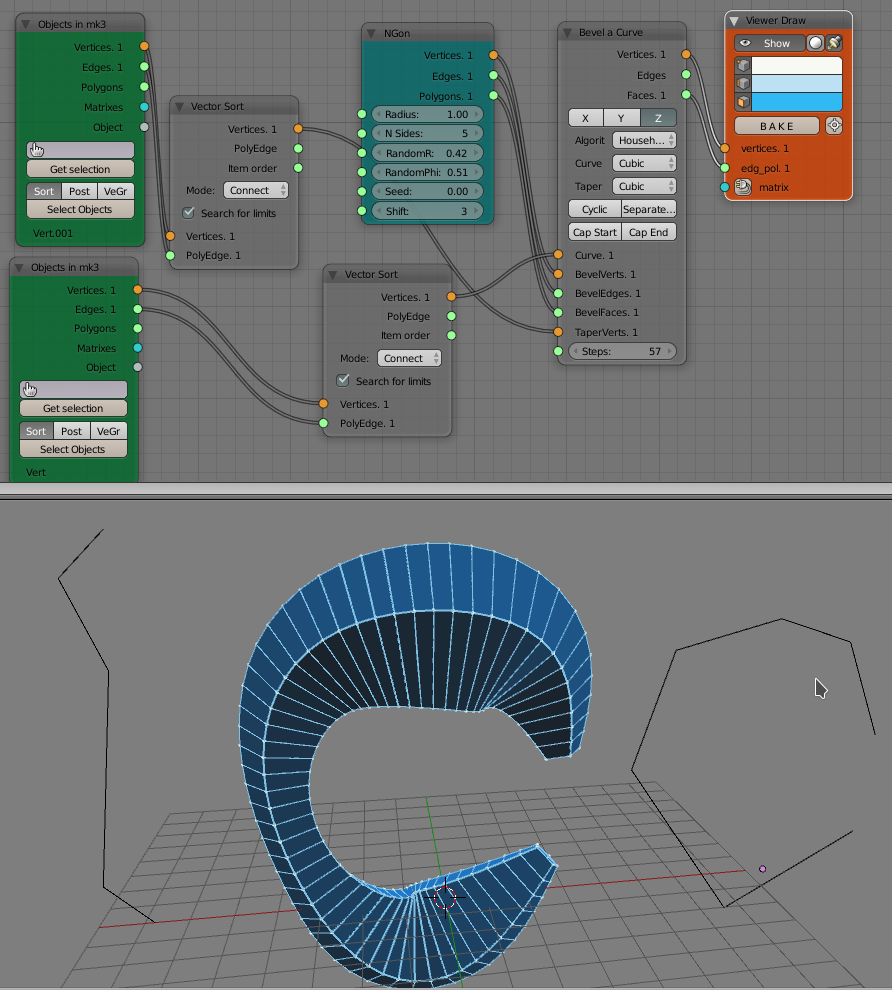 Objects in mk3
Vertices. 1
Edges. 1
Polygons
Matrixes
Object
Get selection
Sort Post VeGr
Select Objects
Vert.001
Vector Sort
Vertices. 1
PolyEdge
Item order
Mode: Connect
Search for limits
Vertices. 1
PolyEdge. 1
NGon
Vertices. 1
Edges. 1
Polygons. 1
Radius: 1.00
N Sides: 5
RandomR: 0.42
RandomPhi: 0.51
Seed: 0.00
Shift: 3
Bevel a Curve
Vertices. 1
Edges
Faces. 1
X Y Z
Algorit Househ...
Curve Cubic
Taper Cubic
Cyclic Separate...
Cap Start Cap End
Curve. 1
BevelVerts. 1
BevelEdges. 1
BevelFaces. 1
TaperVerts. 1
Steps: 57
Viewer Draw
Show
BAKE
vertices. 1
edg_pol. 1
matrix
Objects in mk3
Vertices. 1
Edges. 1
Polygons
Matrixes
Object
Get selection
Sort Post VeGr
Select Objects
Vert
Vector Sort
Vertices. 1
PolyEdge
Item order
Mode: Connect
Search for limits
Vertices. 1
PolyEdge. 1